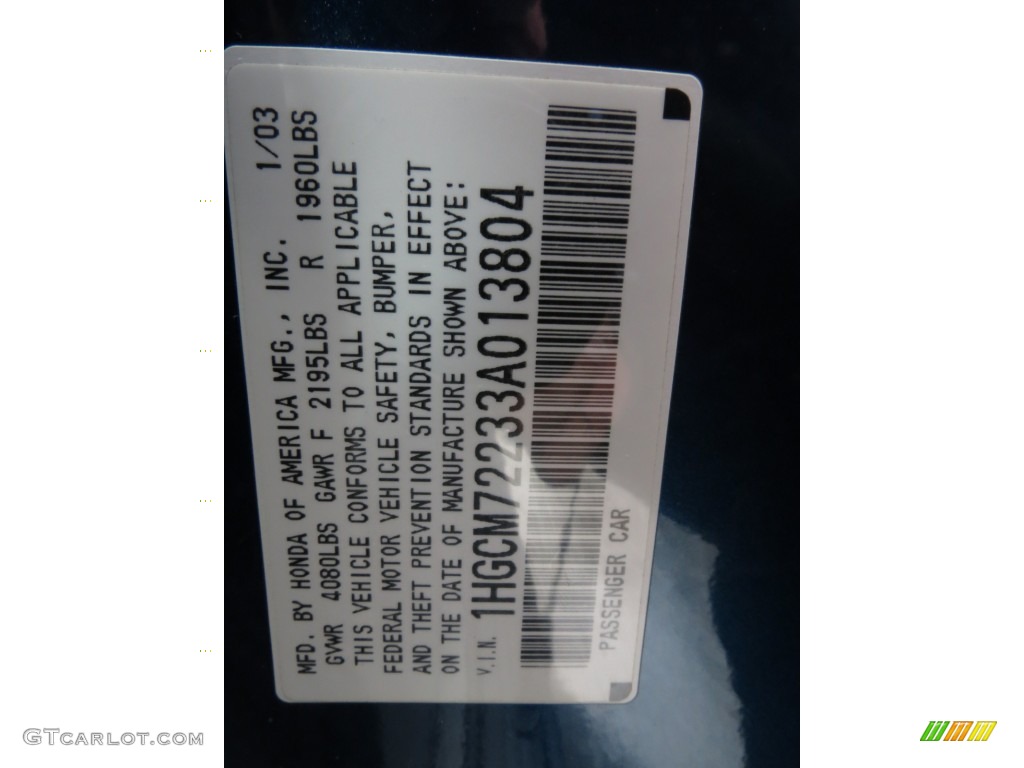 MFD. BY HONDA OF AMERICA MFG., INC. 1/03
GVWR 4080LBS GAWR F 2195LBS R 1960LBS
THIS VEHICLE CONFORMS TO ALL APPLICABLE
FEDERAL MOTOR VEHICLE SAFETY, BUMPER,
AND THEFT PREVENTION STANDARDS IN EFFECT
ON THE DATE OF MANUFACTURE SHOWN ABOVE:
V.I.N. 1HGCM72233A013804
PASSENGER CAR
GTCARLOT.COM